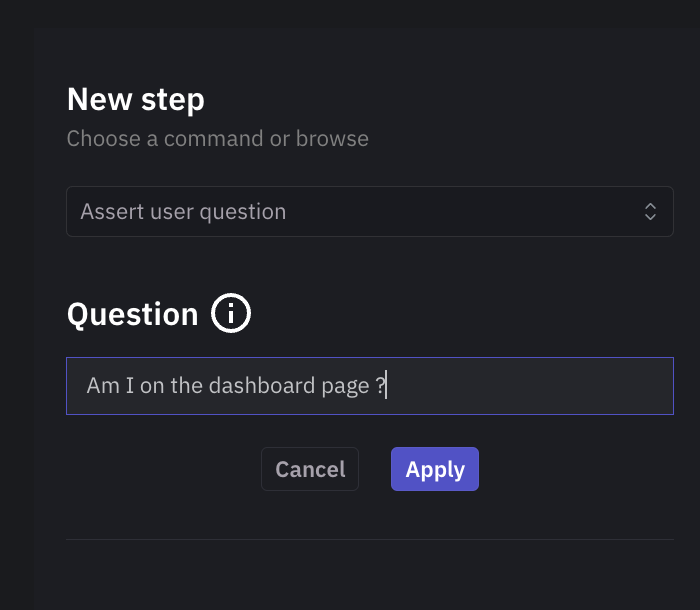 New step
Choose a command or browse
Assert user question
Question
Am I on the dashboard page ?
Cancel Apply